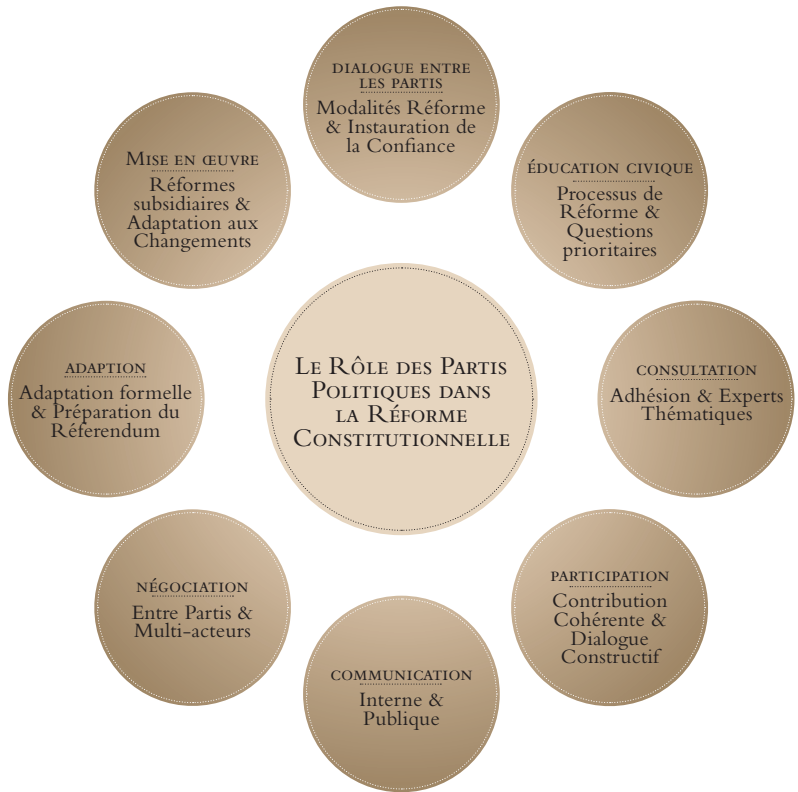 DIALOGUE ENTRE
LES PARTIS
Modalités Réforme
& Instauration de
la Confiance
ÉDUCATION CIVIQUE
Processus de
Réforme &
Questions
prioritaires
CONSULTATION
Adhésion & Experts
Thématiques
PARTICIPATION
Contribution
Cohérente &
Dialogue
Constructif
COMMUNICATION
Interne &
Publique
NÉGOCIATION
Entre Partis &
Multi-acteurs
ADAPTION
Adaptation formelle
& Préparation du
Réferendum
MISE EN ŒUVRE
Réformes
subsidiaires &
Adaptation aux
Changements
LE RÔLE DES PARTIS
POLITIQUES DANS
LA RÉFORME
CONSTITUTIONNELLE